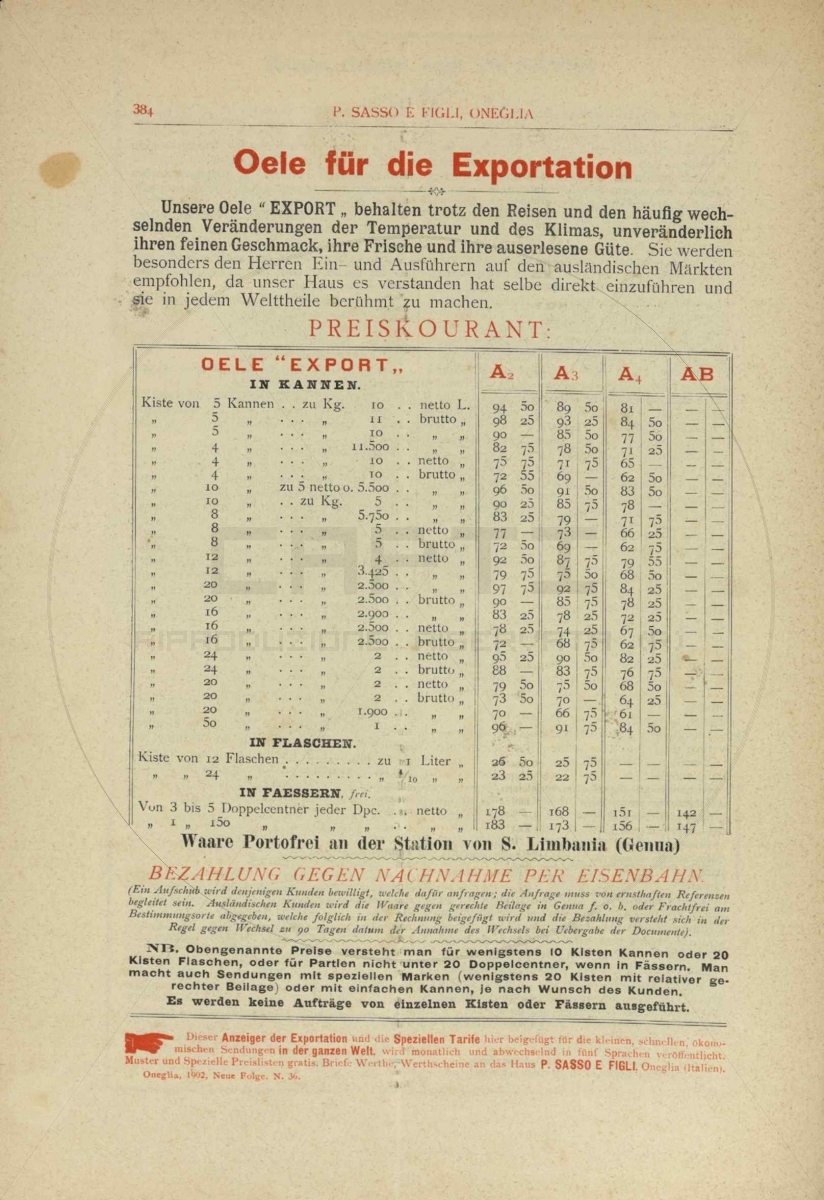 384
P. SASSO E FIGLI, ONEGLIA
Oele für die Exportation
Unsere Oele " EXPORT „ behalten trotz den Reisen und den häufig wech-
selnden Veränderungen der Temperatur und des Klimas, unveränderlich
ihren feinen Geschmack, ihre Frische und ihre auserlesene Güte. Sie werden
besonders den Herren Ein- und Ausführern auf den ausländischen Märkten
empfohlen, da unser Haus es verstanden hat selbe direkt einzuführen und
sie in jedem Welttheile berühmt zu machen.
PREISKOURANT:
OELE "EXPORT„ A2 A3 A4 AB
IN KANNEN.
Kiste von 5 Kannen . . zu Kg. 10 . . netto L. 94 50 89 50 81 — — —
„ 5 „ . . . „ 11 . . brutto „ 98 25 93 25 84 50 — —
„ 5 „ . . . „ 10 . . „ „ 90 — 85 50 77 50 — —
„ 4 „ . . . „ 11.500 . . „ „ 82 75 78 50 71 25 — —
„ 4 „ . . . „ 10 . . netto „ 75 75 71 75 65 — — —
„ 4 „ . . . „ 10 . . brutto „ 72 55 69 — 62 50 — —
„ 10 „ zu 5 netto o. 5.500 . . „ „ 96 50 91 50 83 50 — —
„ 10 „ . . zu Kg. 5 . . „ „ 90 25 85 75 78 — — —
„ 8 „ . . . „ 5.750 . . „ „ 83 25 79 — 71 75 — —
„ 8 „ . . . „ 5 . . netto „ 77 — 73 — 66 25 — —
„ 8 „ . . . „ 5 . . brutto „ 72 50 69 — 62 75 — —
„ 12 „ . . . „ 4 . . netto „ 92 50 87 75 79 55 — —
„ 12 „ . . . „ 3.425 . . „ „ 79 75 75 50 68 50 — —
„ 20 „ . . . „ 2.500 . . „ „ 97 75 92 75 84 25 — —
„ 20 „ . . . „ 2.500 . . brutto „ 90 — 85 75 78 25 — —
„ 16 „ . . . „ 2.900 . . „ „ 83 25 78 25 72 25 — —
„ 16 „ . . . „ 2.500 . . netto „ 78 25 74 25 67 50 — —
„ 16 „ . . . „ 2.500 . . brutto „ 72 — 68 75 62 75 — —
„ 24 „ . . . „ 2 . . netto „ 95 25 90 50 82 25 — —
„ 24 „ . . . „ 2 . . brutto „ 88 — 83 75 76 75 — —
„ 20 „ . . . „ 2 . . netto „ 79 50 75 50 68 50 — —
„ 20 „ . . . „ 2 . . brutto „ 73 50 70 — 64 25 — —
„ 20 „ . . . „ 1.900 . . „ „ 70 — 66 75 61 — — —
„ 50 „ . . . „ 1 . . „ „ 96 — 91 75 84 50 — —
IN FLASCHEN.
Kiste von 12 Flaschen . . . . . . . . . zu 1 Liter „ 26 50 25 75 — — — —
„ „ 24 „ . . . . . . . . . „ /10 „ „ 23 25 22 75 — — — —
IN FAESSERN, frei.
Von 3 bis 5 Doppelcentner jeder Dpc. . . netto „ 178 — 168 — 151 — 142 —
„ 1 „ 150 „ „ „ . . „ „ 183 — 173 — 156 — 147 —
Waare Portofrei an der Station von S. Limbania (Genua)
BEZAHLUNG GEGEN NACHNAHME PER EISENBAHN.
(Ein Aufschub wird denjenigen Kunden bewilligt, welche dafür anfragen; die Anfrage muss von ernsthaften Referenzen
begleitet sein. Ausländischen Kunden wird die Waare gegen gerechte Beilage in Genua f. o. b. oder Frachtfrei am
Bestimmungsorte abgegeben, welche folglich in der Rechnung beigefügt wird und die Bezahlung versteht sich in der
Regel gegen Wechsel zu 90 Tagen datum der Annahme des Wechsels bei Uebergabe der Documente).
NB. Obengenannte Preise versteht man für wenigstens 10 Kisten Kannen oder 20
Kisten Flaschen, oder für Partien nicht unter 20 Doppelcentner, wenn in Fässern. Man
macht auch Sendungen mit speziellen Marken (wenigstens 20 Kisten mit relativer ge-
rechter Beilage) oder mit einfachen Kannen, je nach Wunsch des Kunden.
Es werden keine Aufträge von einzelnen Kisten oder Fässern ausgeführt.
Dieser Anzeiger der Exportation und die Speziellen Tarife hier beigefügt für die kleinen, schnellen, ökono-
mischen Sendungen in der ganzen Welt, wird monatlich und abwechselnd in fünf Sprachen veröffentlicht.
Muster und Spezielle Preislisten gratis. Briefe Werthe, Werthscheine an das Haus P. SASSO E FIGLI, Oneglia (Italien).
Oneglia, 1902, Neue Folge, N. 36.